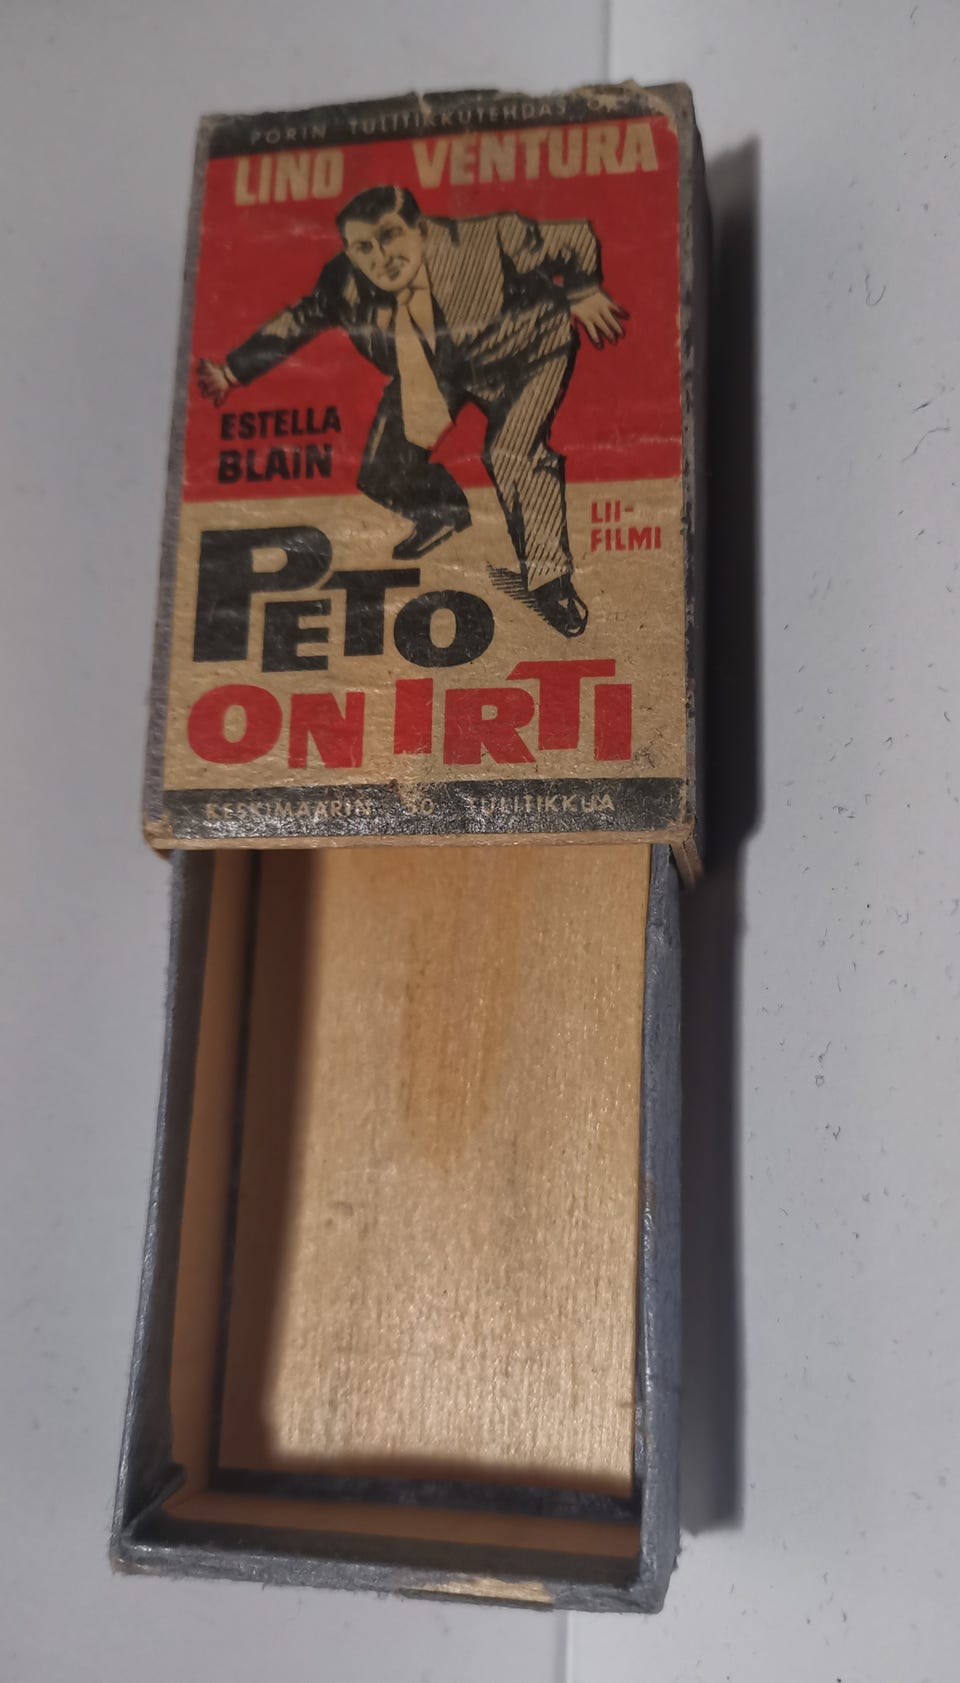 PORIN TULITIKKUTEHDAS
LINO VENTURA
ESTELLA
BLAIN
LII-
FILMI
PETO
ON IRTI
KESKIMÄÄRIN 50 TULITIKKUA